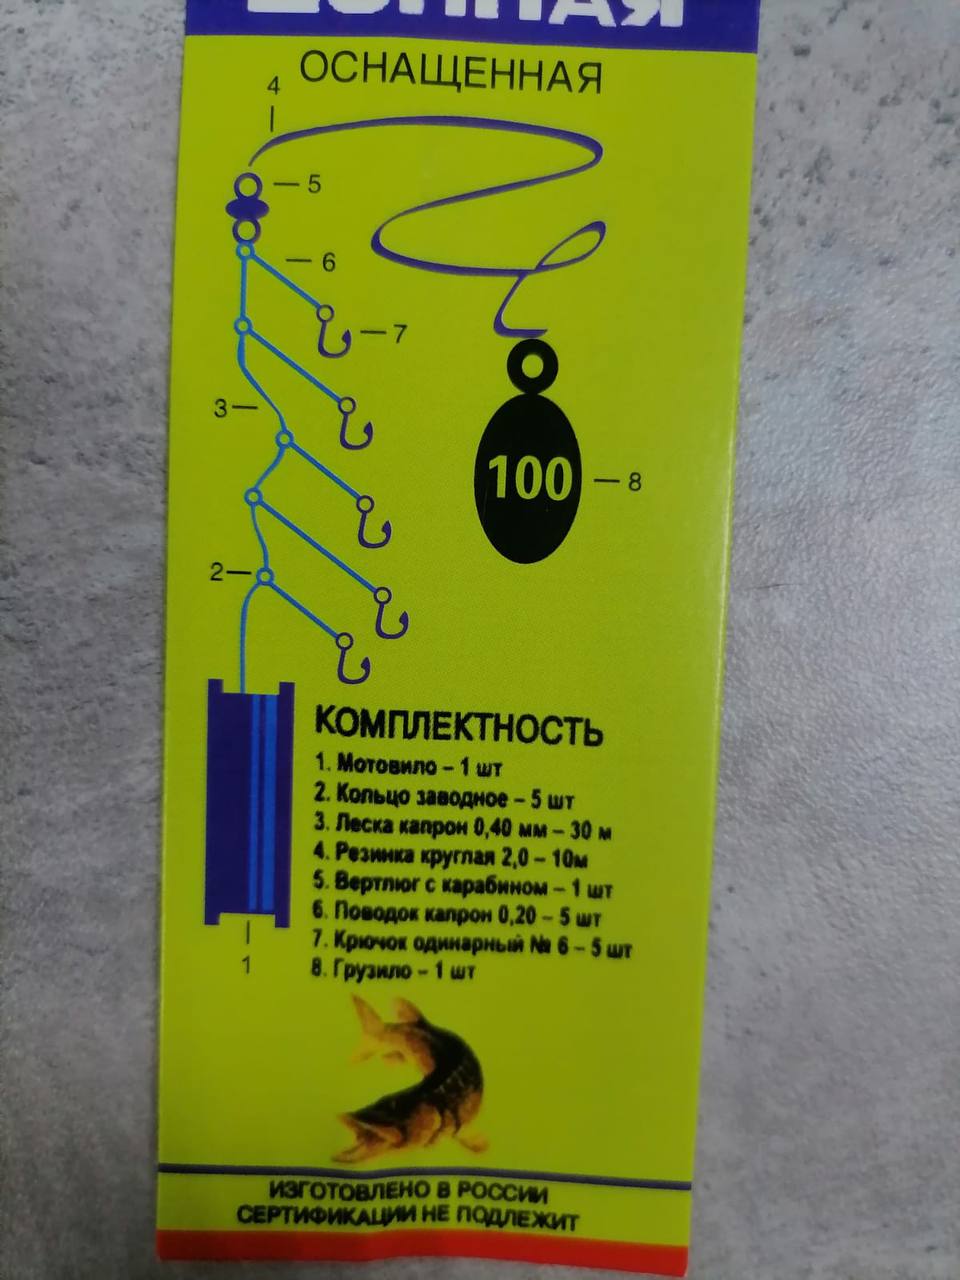 ДОННАЯ
ОСНАЩЕННАЯ
4
5
6
7
3
100
8
2
КОМПЛЕКТНОСТЬ
1. Мотовило – 1 шт
2. Кольцо заводное – 5 шт
3. Леска капрон 0,40 мм – 30 м
4. Резинка круглая 2,0 – 10м
5. Вертлюг с карабином – 1 шт
6. Поводок капрон 0,20 – 5 шт
7. Крючок одинарный № 6 – 5 шт
8. Грузило – 1 шт
1
ИЗГОТОВЛЕНО В РОССИИ
СЕРТИФИКАЦИИ НЕ ПОДЛЕЖИТ